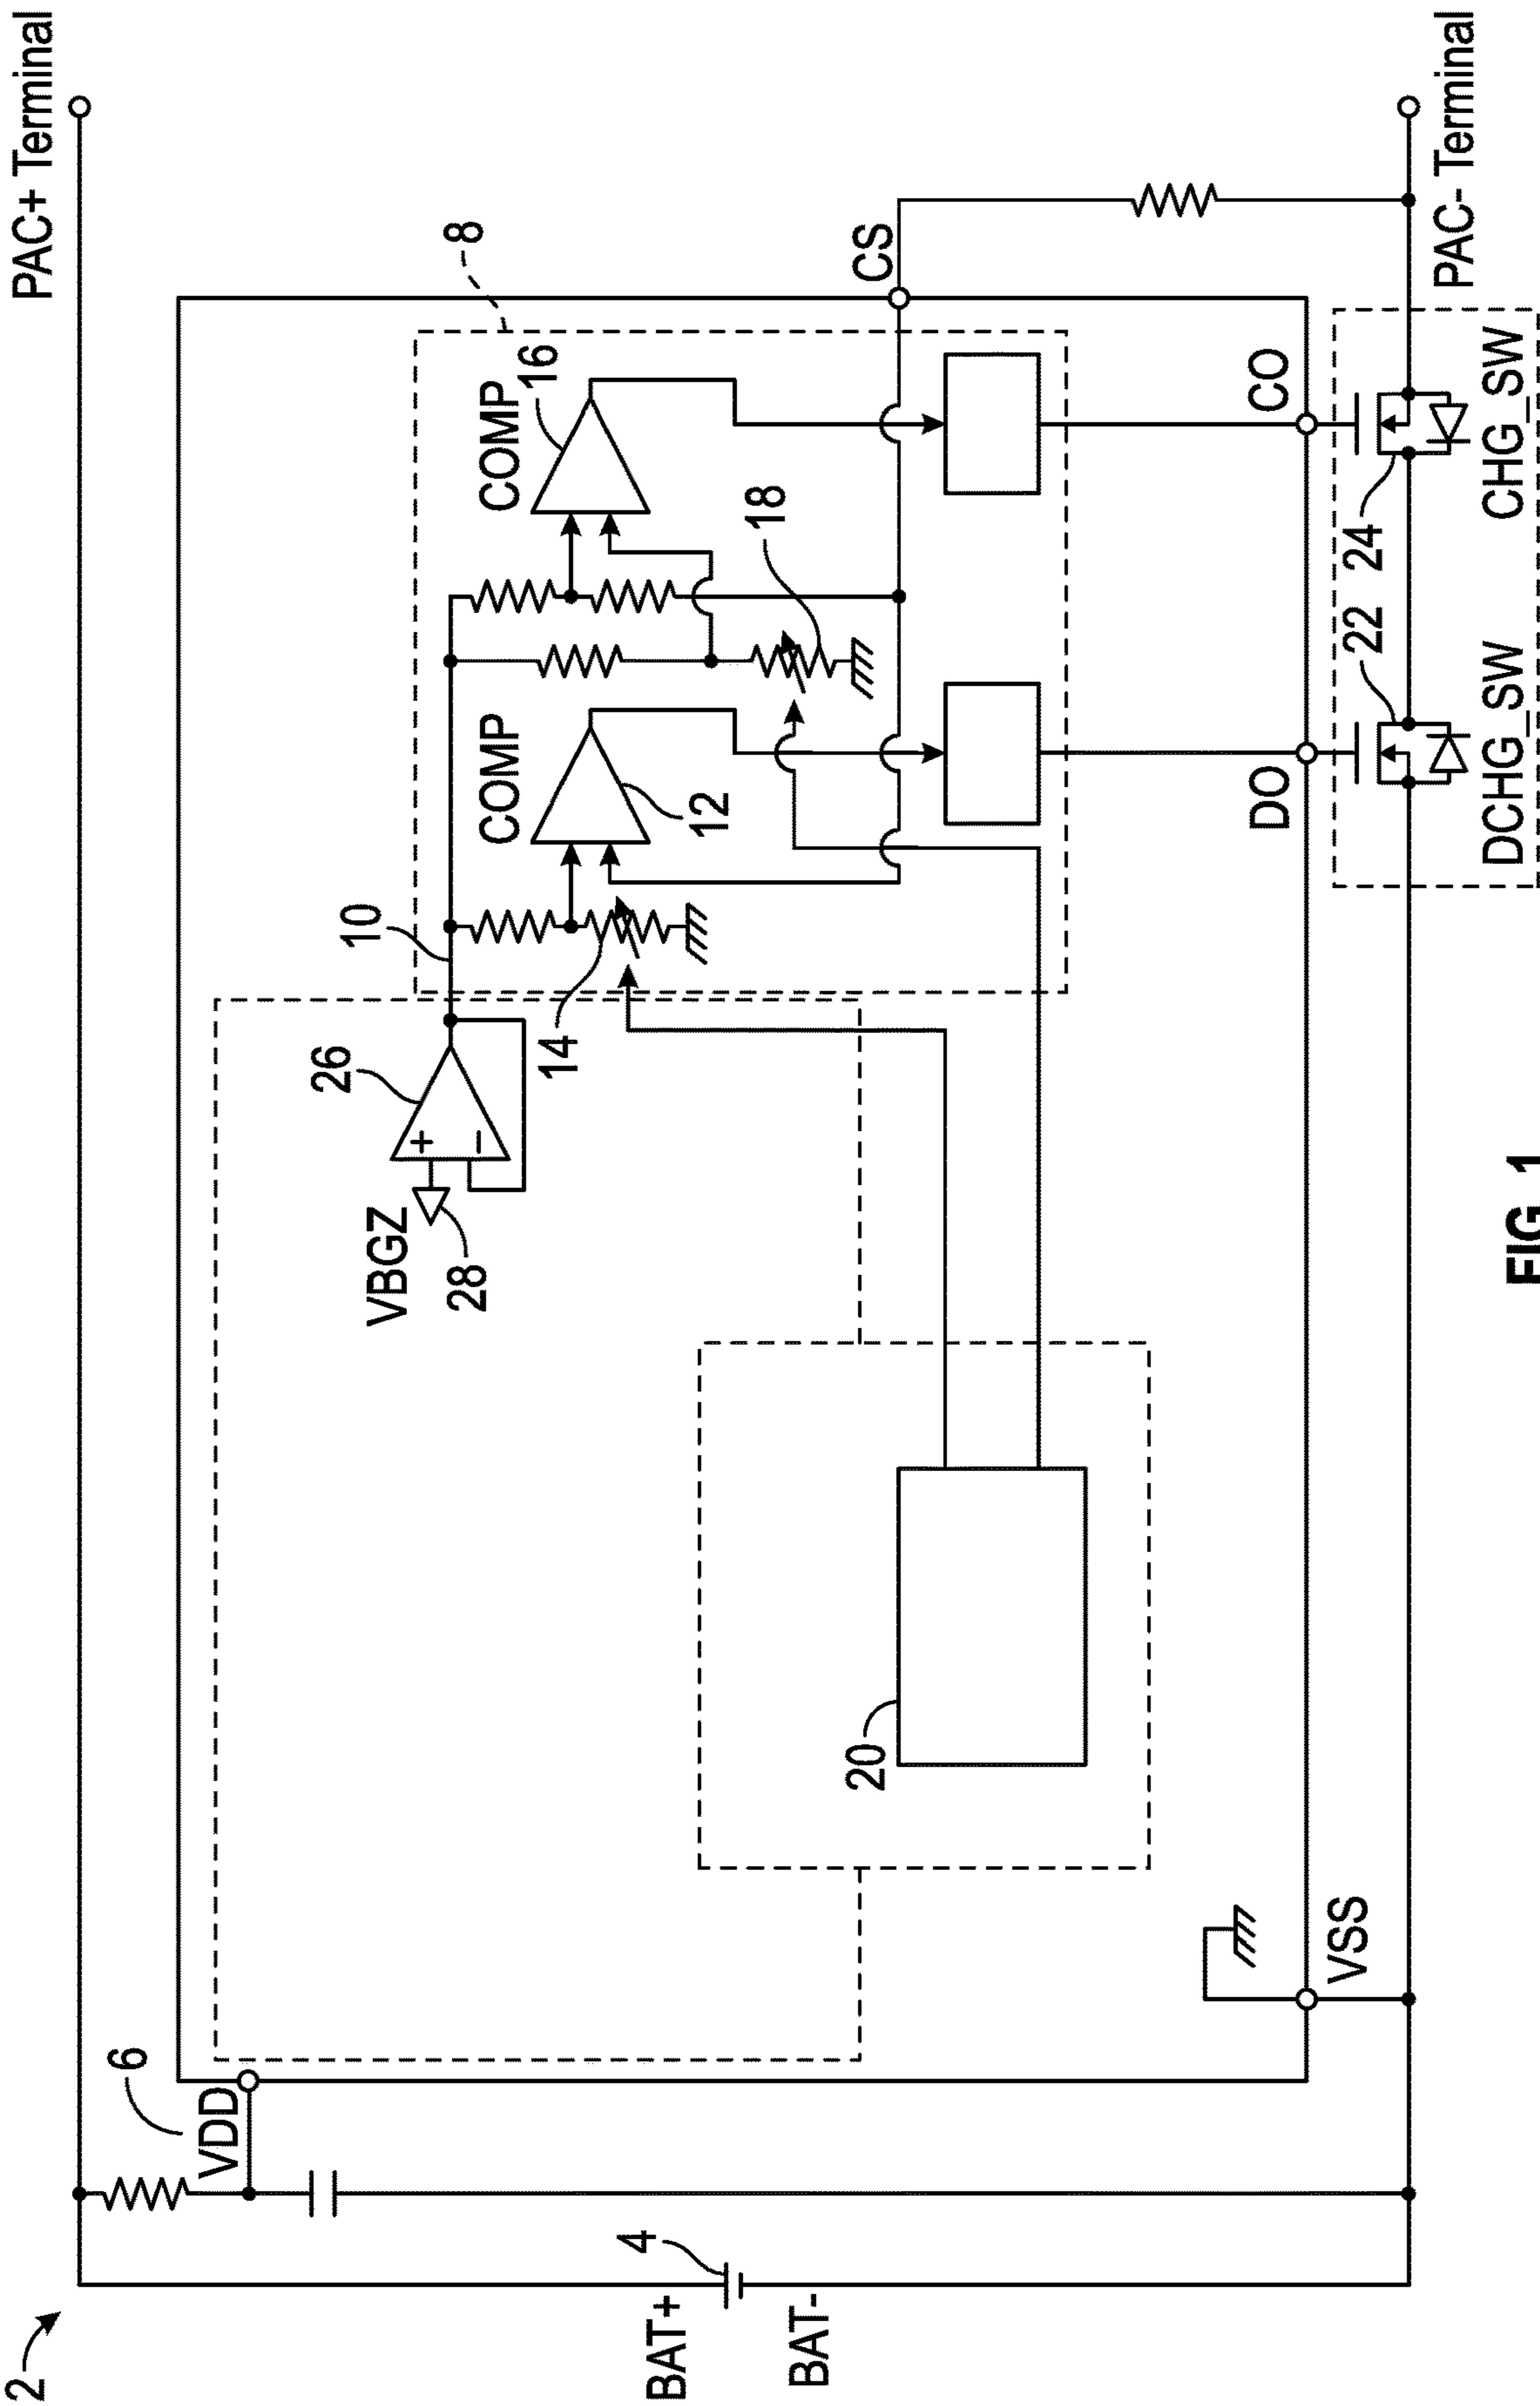 PAC+ Terminal
8
CS
COMP
16
18
CO
PAC- Terminal
CHG_SW
24
22
DCHG_SW
COMP
12
DO
10
14
26
+
−
VBGZ
28
20
VSS
6
VDD
4
BAT+
BAT-
2
FIG. 1